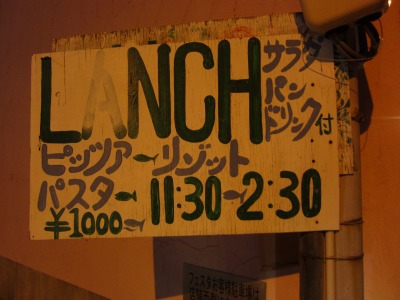 LANCH
サラダ
パン
ドリンク付
ピッツァ リゾット
パスタ 11:30~2:30
¥1000~